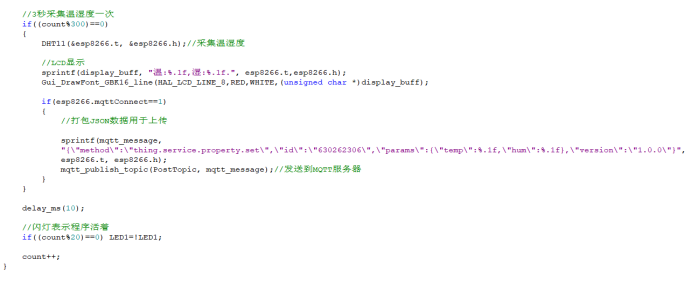 //3秒采集温湿度一次
if((count%300)==0)
{
DHT11(&esp8266.t, &esp8266.h);//采集温湿度
//LCD显示
sprintf(display_buff, "温:%.1f,湿:%.1f.", esp8266.t,esp8266.h);
Gui_DrawFont_GBK16_line(HAL_LCD_LINE_8,RED,WHITE,(unsigned char *)display_buff);
if(esp8266.mqttConnect==1)
{
//打包JSON数据用于上传
sprintf(mqtt_message,
"{\"method\":\"thing.service.property.set\",\"id\":\"630262306\",\"params\":{\"temp\":%.1f,\"hum\":%.1f},\"version\":\"1.0.0\"}",
esp8266.t, esp8266.h);
mqtt_publish_topic(PostTopic, mqtt_message);//发送到MQTT服务器
}
}
delay_ms(10);
//闪灯表示程序活着
if((count%20)==0) LED1=!LED1;
count++;
}